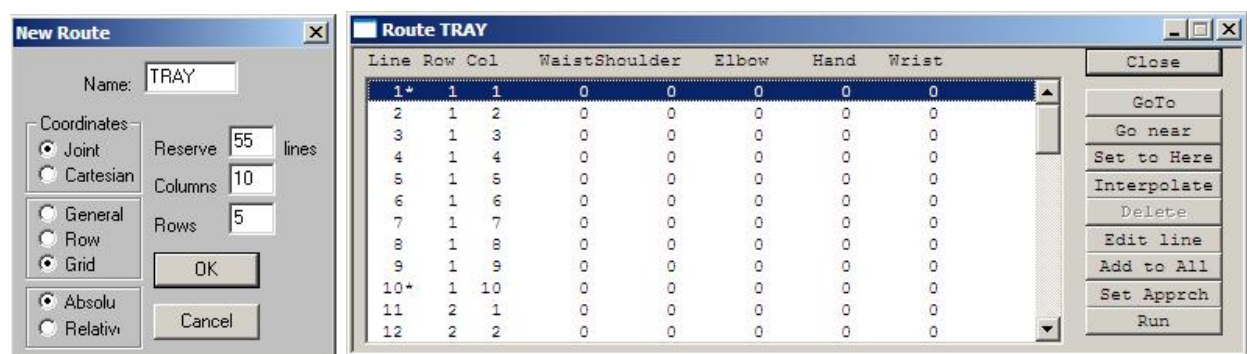 New Route
Name: TRAY
Coordinates
Joint
Cartesian
Reserve 55 lines
Columns 10
General
Row
Grid
Rows 5
OK
Absolu
Relativ
Cancel
Route TRAY
Line Row Col WaistShoulder Elbow Hand Wrist
1* 1 1 0 0 0 0 0
2 1 2 0 0 0 0 0
3 1 3 0 0 0 0 0
4 1 4 0 0 0 0 0
5 1 5 0 0 0 0 0
6 1 6 0 0 0 0 0
7 1 7 0 0 0 0 0
8 1 8 0 0 0 0 0
9 1 9 0 0 0 0 0
10* 1 10 0 0 0 0 0
11 2 1 0 0 0 0 0
12 2 2 0 0 0 0 0
Close
GoTo
Go near
Set to Here
Interpolate
Delete
Edit line
Add to All
Set Apprch
Run